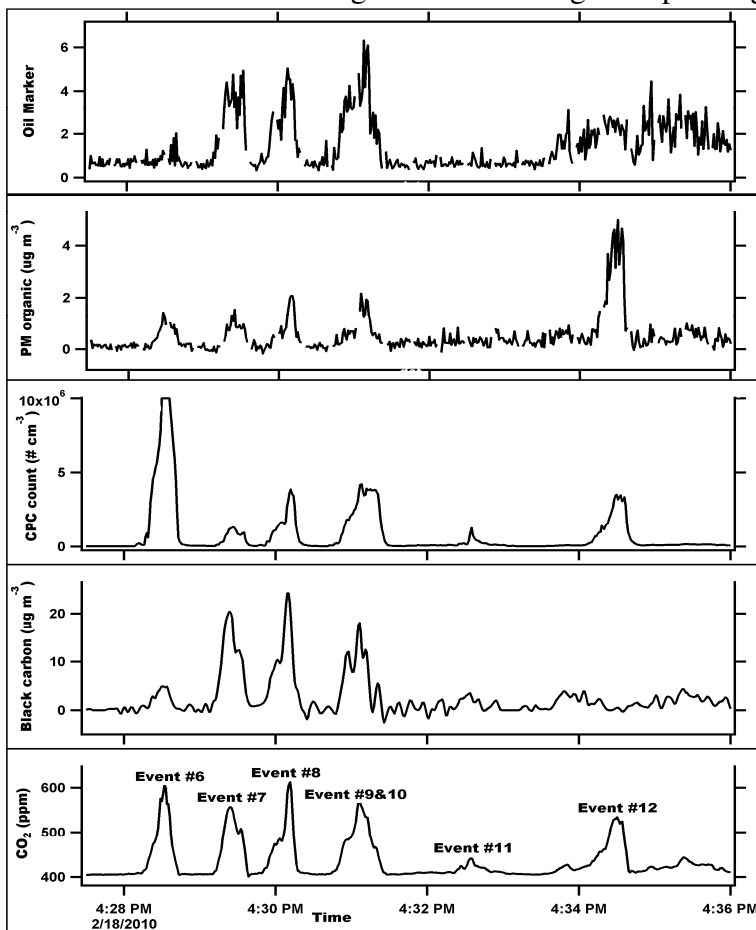 Oil Marker
6
4
2
0
PM organic (ug m⁻³)
4
2
0
CPC count (# cm⁻³)
10x10⁶
5
0
Black carbon (ug m⁻³)
20
10
0
CO₂ (ppm)
600
500
400
Event #6
Event #7
Event #8
Event #9&10
Event #11
Event #12
4:28 PM 4:30 PM 4:32 PM 4:34 PM 4:36 PM
2/18/2010
Time